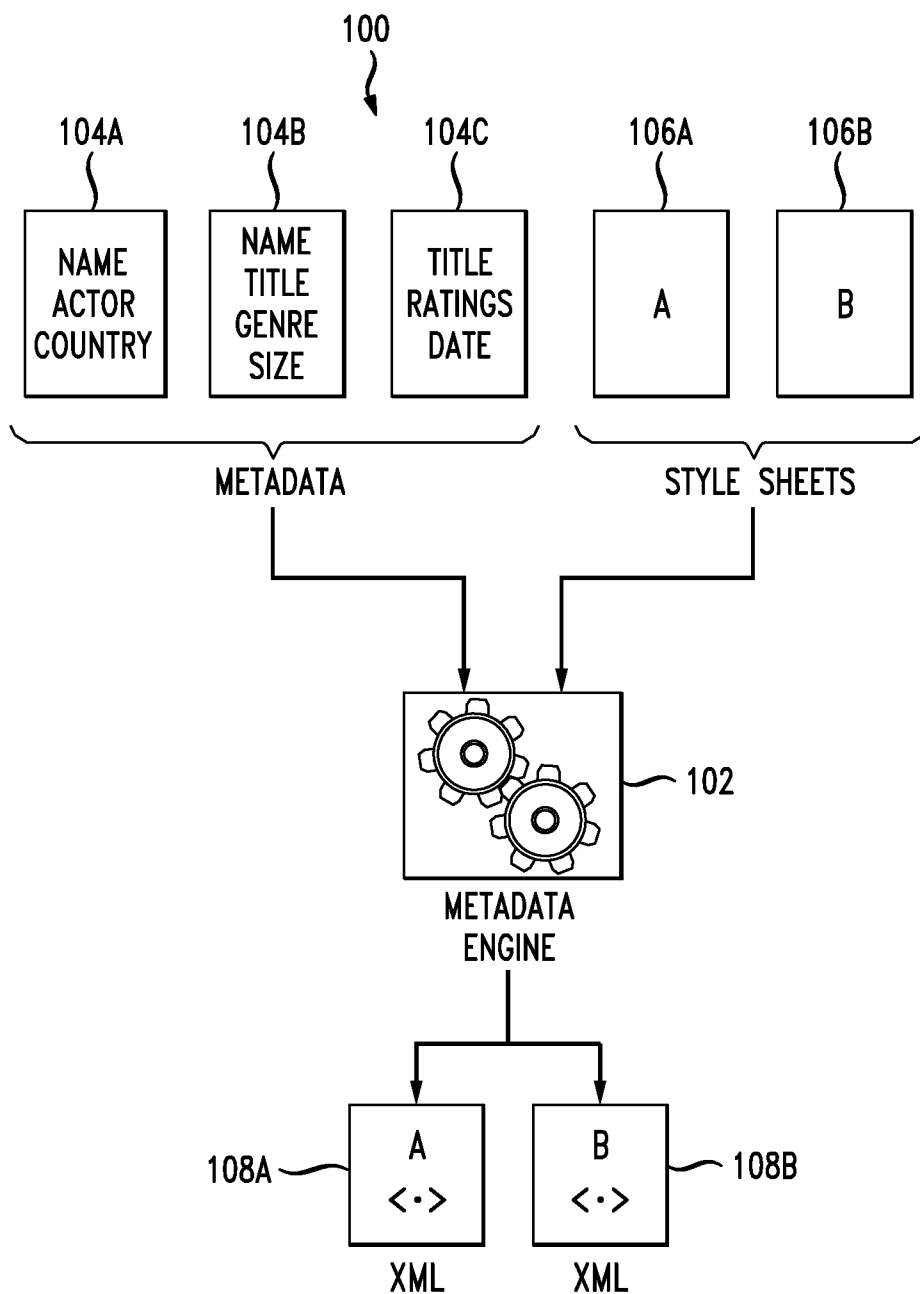 100
104A 104B 104C 106A 106B
NAME
ACTOR
COUNTRY
NAME
TITLE
GENRE
SIZE
TITLE
RATINGS
DATE
A
B
METADATA
STYLE SHEETS
102
METADATA
ENGINE
A
<·>
B
<·>
108A
108B
XML
XML